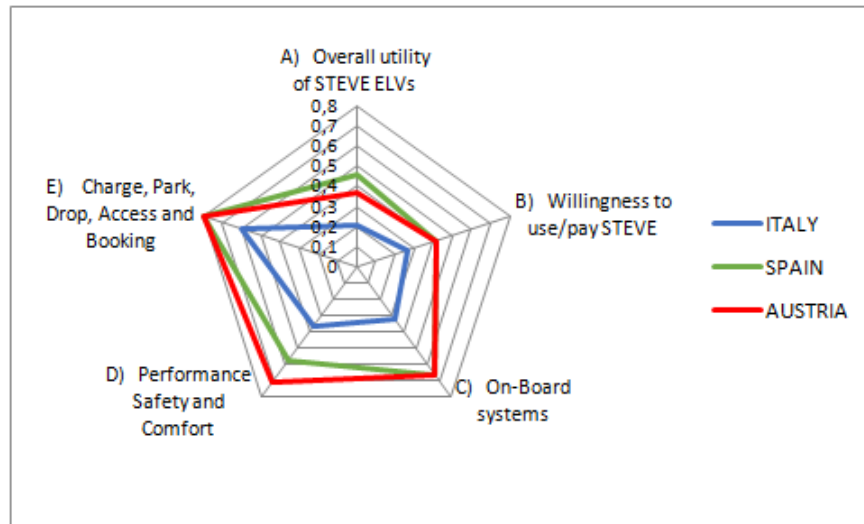 A) Overall utility
of STEVE ELVs
0,8
0,7
0,6
0,5
0,4
0,3
0,2
0,1
0
B) Willingness to
use/pay STEVE
C) On-Board
systems
D) Performance
Safety and
Comfort
E) Charge, Park,
Drop, Access and
Booking
ITALY
SPAIN
AUSTRIA